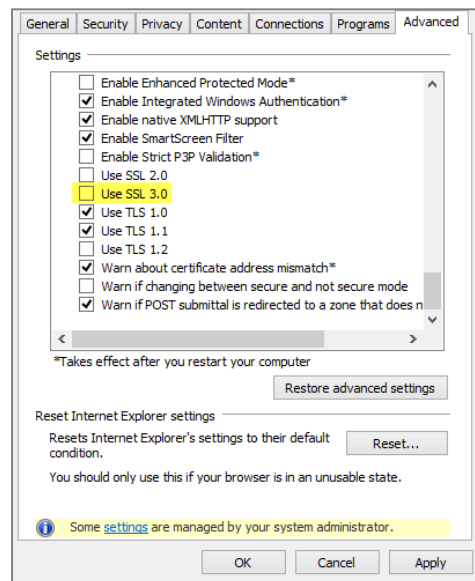 General Security Privacy Content Connections Programs Advanced
Settings
Enable Enhanced Protected Mode*
Enable Integrated Windows Authentication*
Enable native XMLHTTP support
Enable SmartScreen Filter
Enable Strict P3P Validation*
Use SSL 2.0
Use SSL 3.0
Use TLS 1.0
Use TLS 1.1
Use TLS 1.2
Warn about certificate address mismatch*
Warn if changing between secure and not secure mode
Warn if POST submittal is redirected to a zone that does n
*Takes effect after you restart your computer
Restore advanced settings
Reset Internet Explorer settings
Resets Internet Explorer's settings to their default
condition.
Reset...
You should only use this if your browser is in an unusable state.
Some settings are managed by your system administrator.
OK Cancel Apply